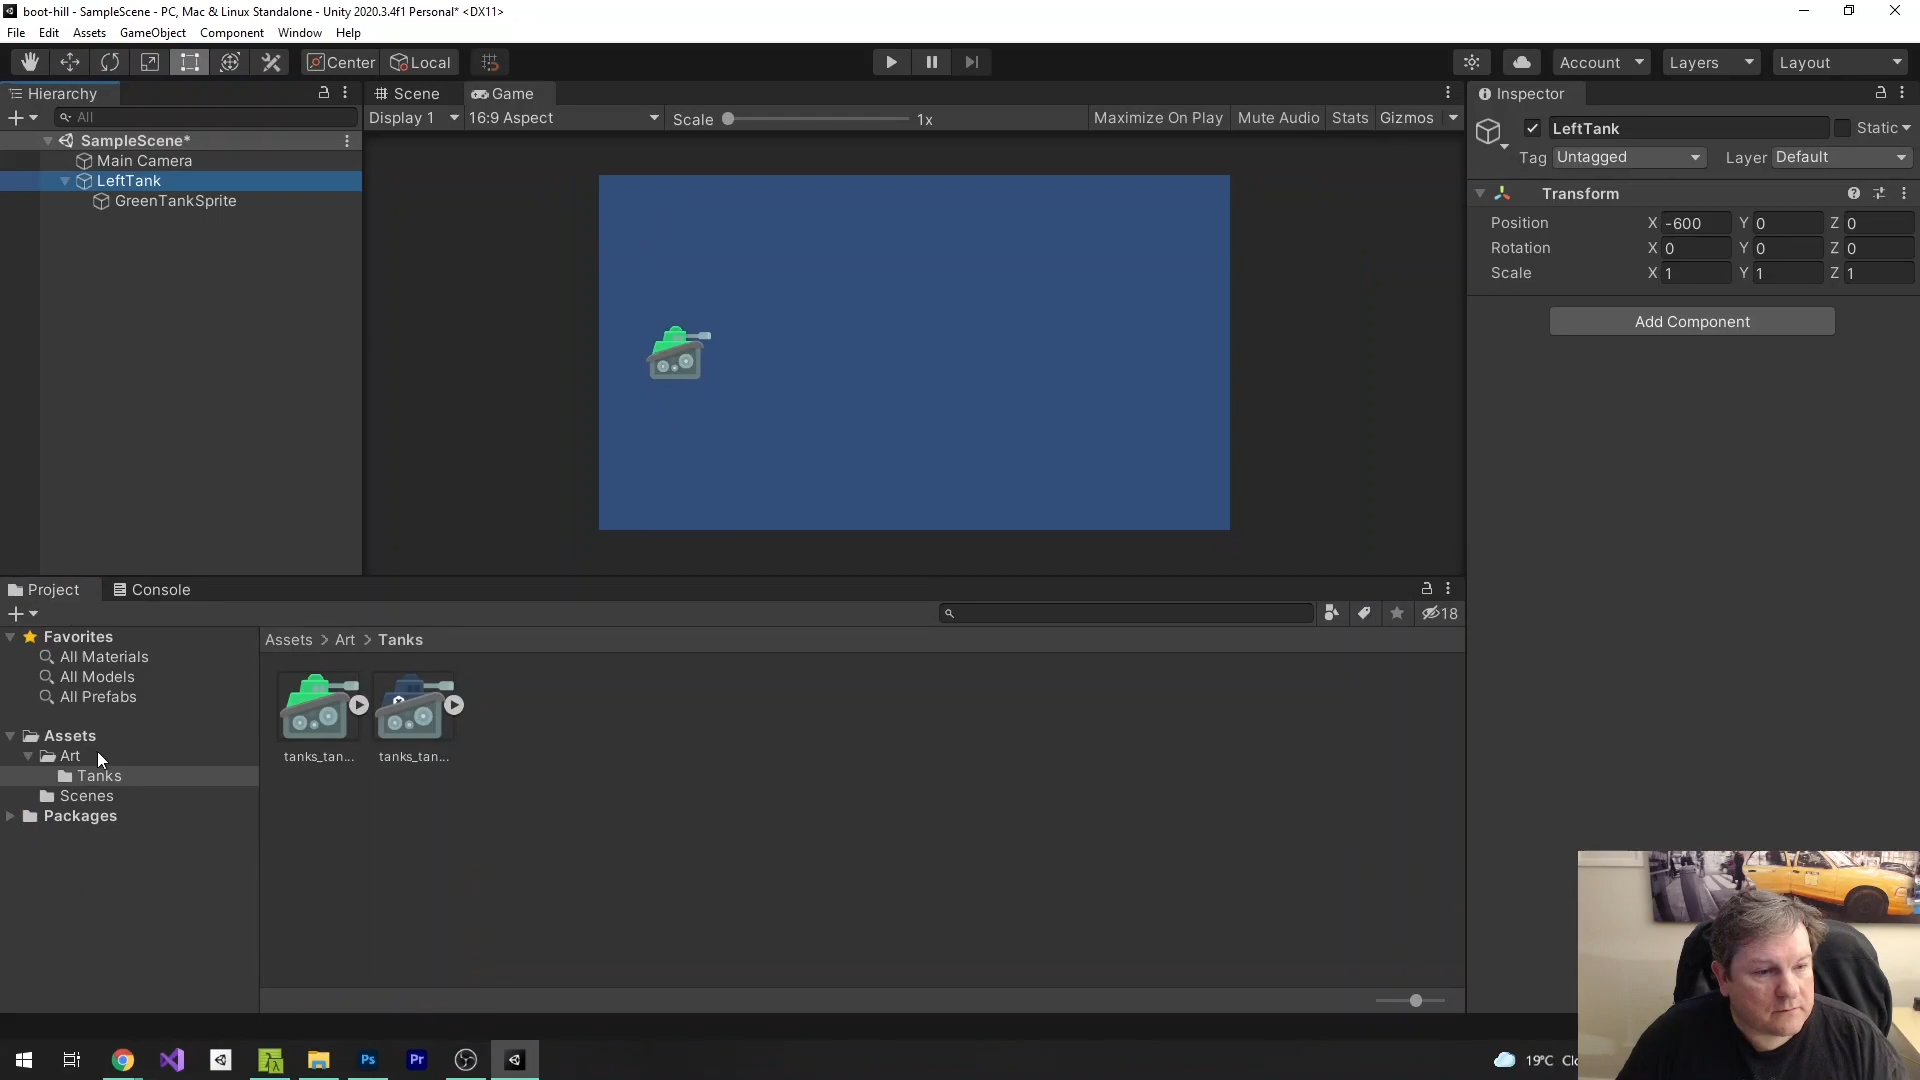 boot-hill - SampleScene - PC, Mac & Linux Standalone - Unity 2020.3.4f1 Personal* <DX11>
File Edit Assets GameObject Component Window Help
Center Local Account Layers Layout
Hierarchy
All
SampleScene*
Main Camera
LeftTank
GreenTankSprite
Scene Game
Display 1 16:9 Aspect Scale 1x Maximize On Play Mute Audio Stats Gizmos
Inspector
LeftTank Static
Tag Untagged Layer Default
Transform
Position X -600 Y 0 Z 0
Rotation X 0 Y 0 Z 0
Scale X 1 Y 1 Z 1
Add Component
Project Console
18
Favorites
All Materials
All Models
All Prefabs
Assets
Art
Tanks
Scenes
Packages
Assets > Art > Tanks
tanks_tan... tanks_tan...
Ps Pr
19°C